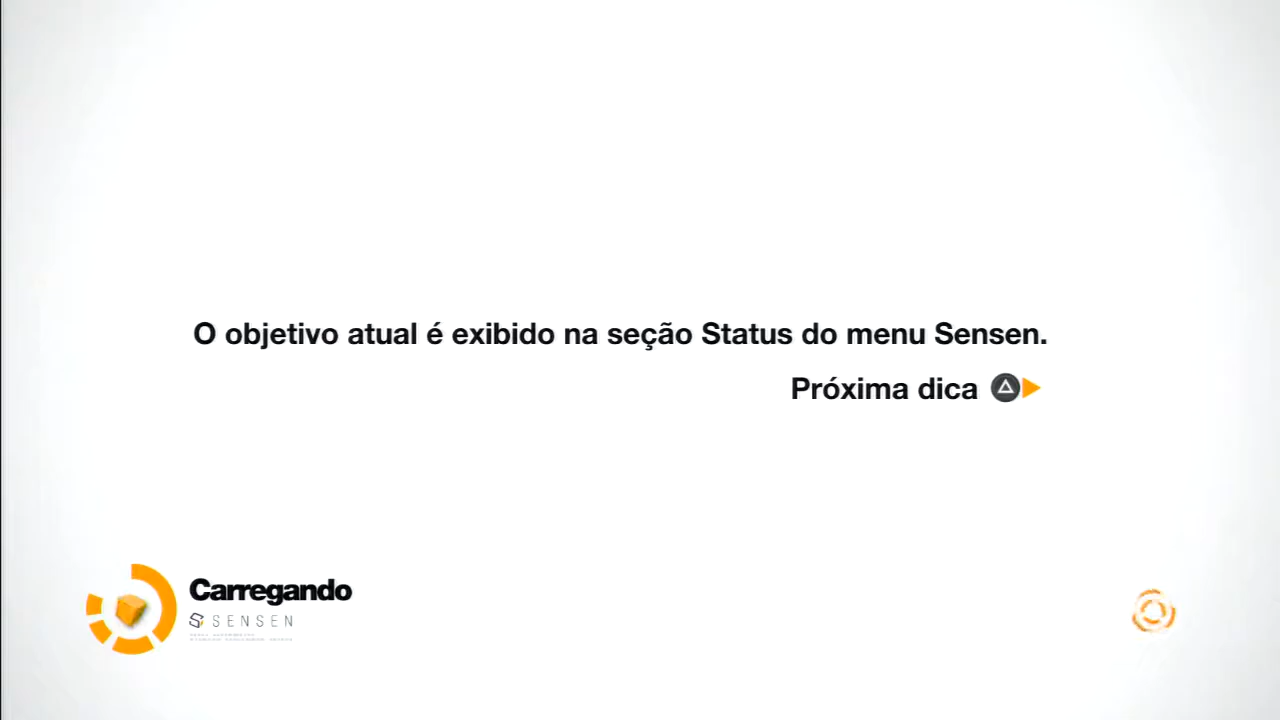 O objetivo atual é exibido na seção Status do menu Sensen.
Próxima dica
Carregando
SENSEN